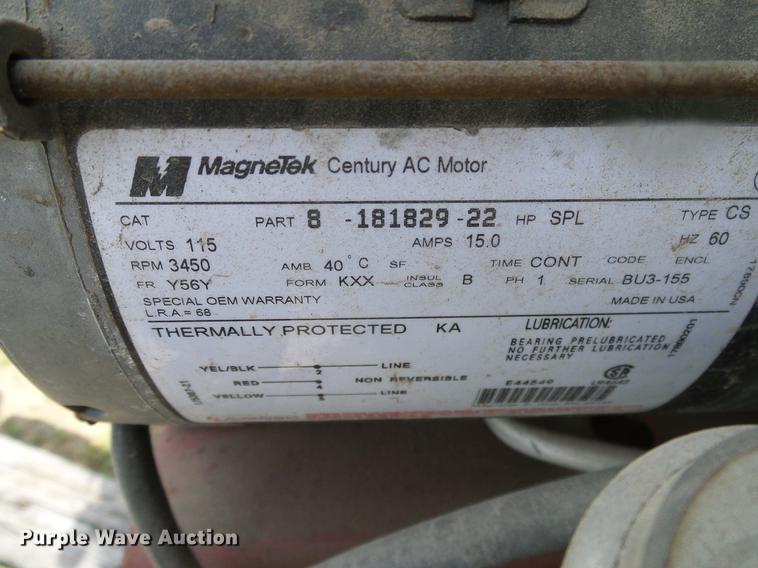 MagneTek Century AC Motor
CAT PART 8-181829-22 HP SPL TYPE CS
VOLTS 115 AMPS 15.0 HZ 60
RPM 3450 AMB 40°C SF TIME CONT CODE ENCL
FR Y56Y FORM KXX INSUL CLASS B PH 1 SERIAL BU3-155
SPECIAL OEM WARRANTY MADE IN USA
L.R.A.= 68
THERMALLY PROTECTED KA
LUBRICATION:
BEARING PRELUBRICATED
NO FURTHER LUBRICATION
NECESSARY
YEL/BLK LINE
RED NON REVERSIBLE
YELLOW LINE
E44549
Purple Wave Auction